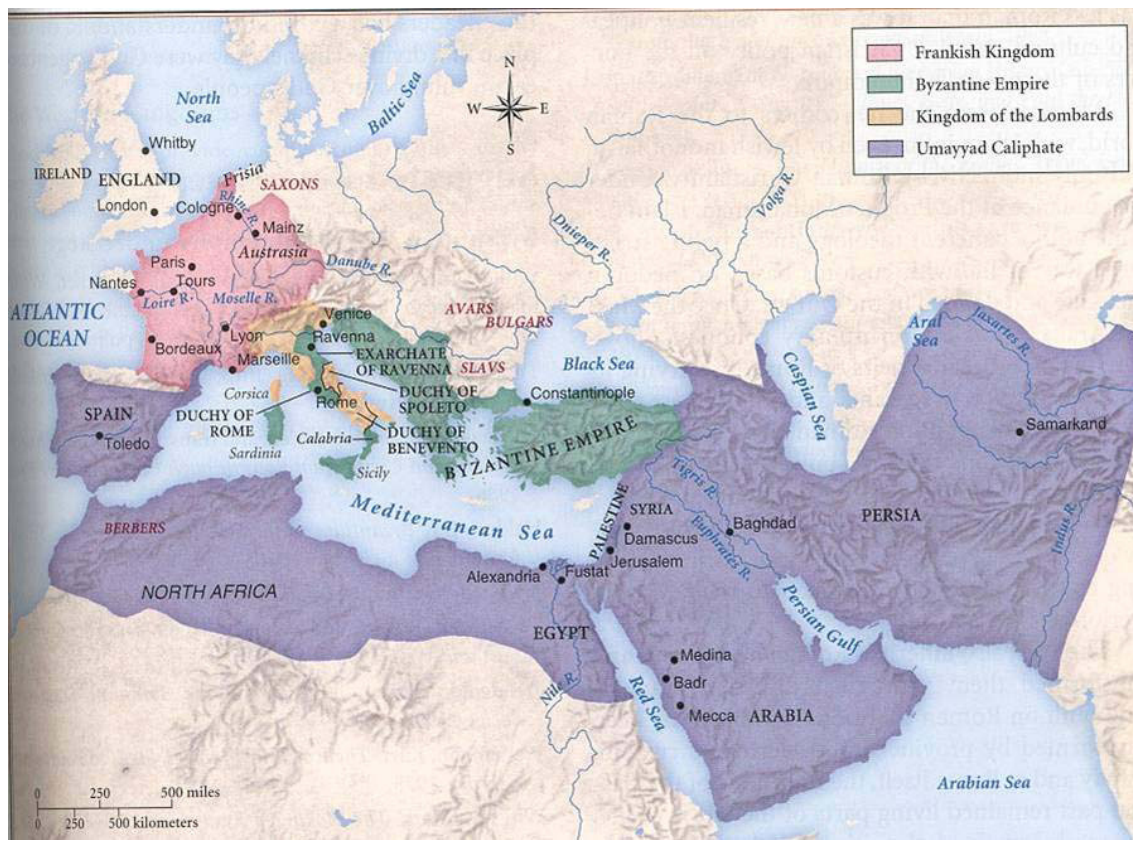 Frankish Kingdom
Byzantine Empire
Kingdom of the Lombards
Umayyad Caliphate
N
W
E
S
North
Sea
Baltic Sea
Whitby
IRELAND
ENGLAND
London
Frisia
SAXONS
Rhine R.
Cologne
Mainz
Austrasia
Paris
Danube R.
Nantes
Tours
Loire R.
Moselle R.
ATLANTIC
OCEAN
Lyon
Bordeaux
Marseille
Venice
Ravenna
EXARCHATE
OF RAVENNA
AVARS
BULGARS
SLAVS
Dnieper R.
Volga R.
Black Sea
Caspian Sea
Aral
Sea
Jaxartes R.
Samarkand
Corsica
DUCHY OF
ROME
Rome
DUCHY OF
SPOLETO
DUCHY OF
BENEVENTO
Constantinople
BYZANTINE EMPIRE
SPAIN
Toledo
Sardinia
Calabria
Sicily
Mediterranean Sea
BERBERS
NORTH AFRICA
Tigris R.
Euphrates R.
PALESTINE
SYRIA
Damascus
Jerusalem
Baghdad
PERSIA
Indus R.
Alexandria
Fustat
EGYPT
Nile R.
Red Sea
Persian Gulf
Medina
Badr
Mecca
ARABIA
Arabian Sea
0 250 500 miles
0 250 500 kilometers